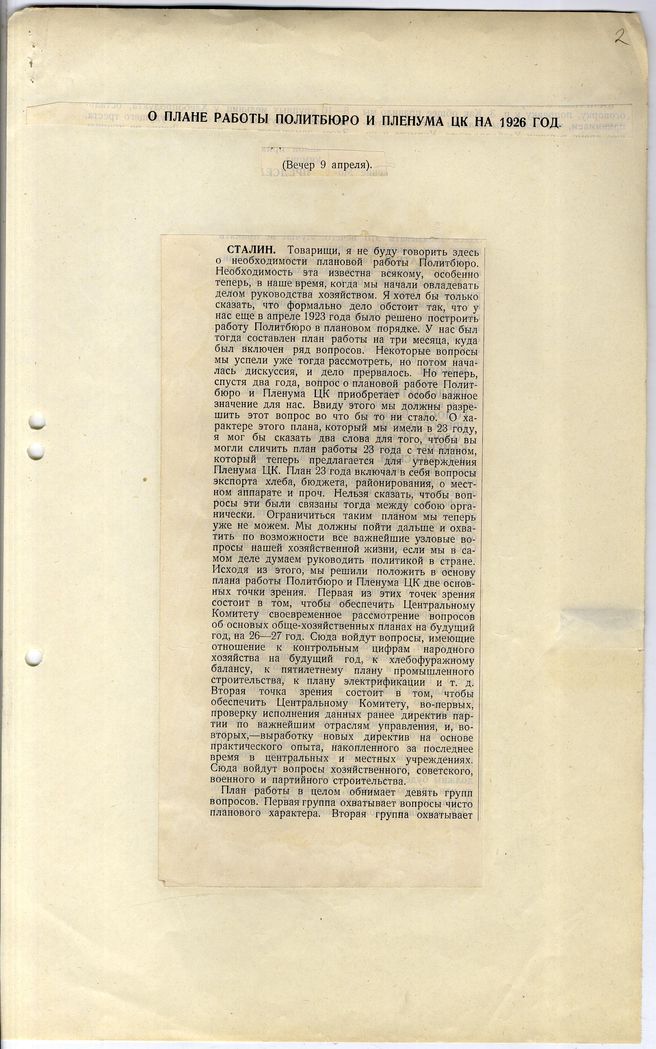 2
О ПЛАНЕ РАБОТЫ ПОЛИТБЮРО И ПЛЕНУМА ЦК НА 1926 ГОД.
(Вечер 9 апреля).
СТАЛИН. Товарищи, я не буду говорить здесь
о необходимости плановой работы Политбюро.
Необходимость эта известна всякому, особенно
теперь, в наше время, когда мы начали овладевать
делом руководства хозяйством. Я хотел бы только
сказать, что формально дело обстоит так, что у
нас еще в апреле 1923 года было решено построить
работу Политбюро в плановом порядке. У нас был
тогда составлен план работы на три месяца, куда
был включен ряд вопросов. Некоторые вопросы
мы успели уже тогда рассмотреть, но потом нача-
лась дискуссия, и дело прервалось. Но теперь,
спустя два года, вопрос о плановой работе Полит-
бюро и Пленума ЦК приобретает особо важное
значение для нас. Ввиду этого мы должны разре-
шить этот вопрос во что бы то ни стало. О ха-
рактере этого плана, который мы имели в 23 году,
я мог бы сказать два слова для того, чтобы вы
могли сличить план работы 23 года с тем планом,
который теперь предлагается для утверждения
Пленума ЦК. План 23 года включал в себя вопросы
экспорта хлеба, бюджета, районирования, о мест-
ном аппарате и проч. Нельзя сказать, чтобы воп-
росы эти были связаны тогда между собою орга-
нически. Ограничиться таким планом мы теперь
уже не можем. Мы должны пойти дальше и охва-
тить по возможности все важнейшие узловые во-
просы нашей хозяйственной жизни, если мы в са-
мом деле думаем руководить политикой в стране.
Исходя из этого, мы решили положить в основу
плана работы Политбюро и Пленума ЦК две основ-
ных точки зрения. Первая из этих точек зрения
состоит в том, чтобы обеспечить Центральному
Комитету своевременное рассмотрение вопросов
об основых обще-хозяйственных планах на будущий
год, на 26—27 год. Сюда войдут вопросы, имеющие
отношение к контрольным цифрам народного
хозяйства на будущий год, к хлебофуражному
балансу, к пятилетнему плану промышленного
строительства, к плану электрификации и т. д.
Вторая точка зрения состоит в том, чтобы
обеспечить Центральному Комитету, во-первых,
проверку исполнения данных ранее директив пар-
тии по важнейшим отраслям управления, и, во-
вторых,—выработку новых директив на основе
практического опыта, накопленного за последнее
время в центральных и местных учреждениях.
Сюда войдут вопросы хозяйственного, советского,
военного и партийного строительства.
План работы в целом обнимает девять групп
вопросов. Первая группа охватывает вопросы чисто
планового характера. Вторая группа охватывает